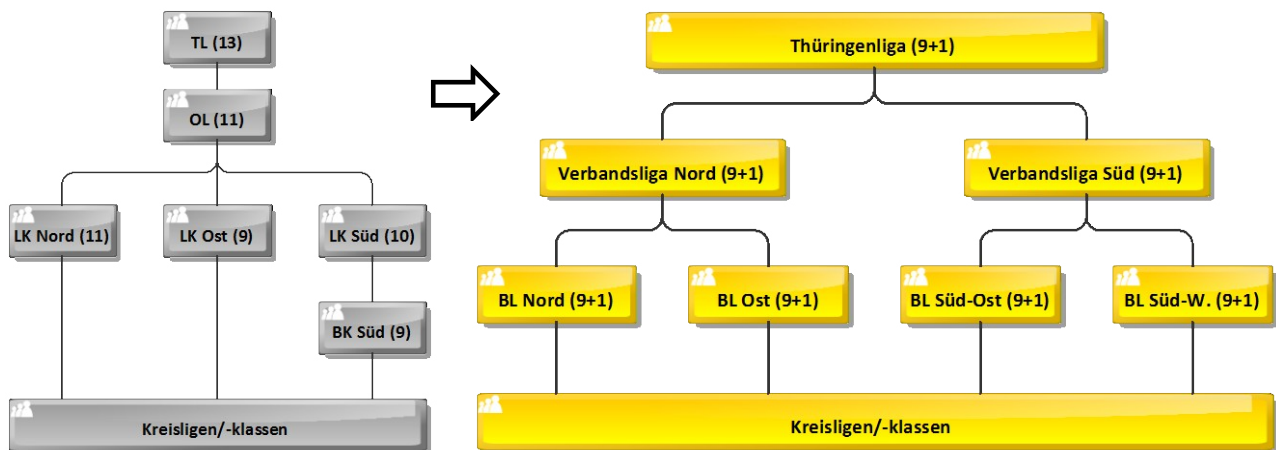 TL (13)
OL (11)
LK Nord (11)
LK Ost (9)
LK Süd (10)
BK Süd (9)
Kreisligen/-klassen
Thüringenliga (9+1)
Verbandsliga Nord (9+1)
Verbandsliga Süd (9+1)
BL Nord (9+1)
BL Ost (9+1)
BL Süd-Ost (9+1)
BL Süd-W. (9+1)
Kreisligen/-klassen